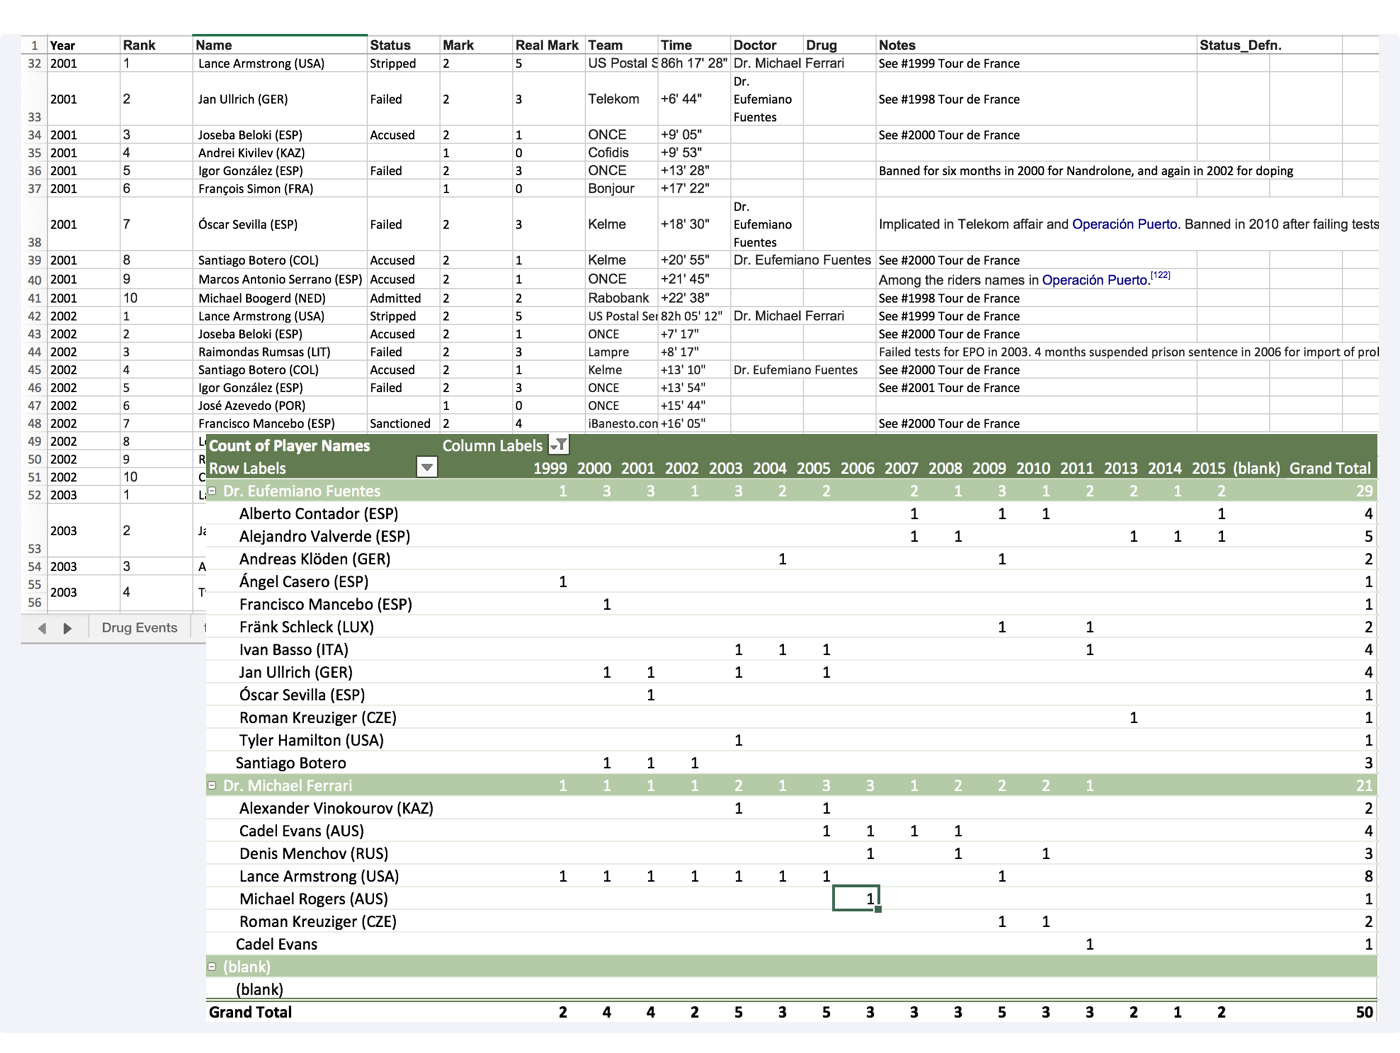 1 Year Rank Name Status Mark Real Mark Team Time Doctor Drug Notes Status_Defn.
32 2001 1 Lance Armstrong (USA) Stripped 2 5 US Postal S 86h 17' 28" Dr. Michael Ferrari See #1999 Tour de France
33 2001 2 Jan Ullrich (GER) Failed 2 3 Telekom +6' 44" Dr. Eufemiano Fuentes See #1998 Tour de France
34 2001 3 Joseba Beloki (ESP) Accused 2 1 ONCE +9' 05" See #2000 Tour de France
35 2001 4 Andrei Kivilev (KAZ) 1 0 Cofidis +9' 53"
36 2001 5 Igor González (ESP) Failed 2 3 ONCE +13' 28" Banned for six months in 2000 for Nandrolone, and again in 2002 for doping
37 2001 6 François Simon (FRA) 1 0 Bonjour +17' 22"
38 2001 7 Óscar Sevilla (ESP) Failed 2 3 Kelme +18' 30" Dr. Eufemiano Fuentes Implicated in Telekom affair and Operación Puerto. Banned in 2010 after failing tests
39 2001 8 Santiago Botero (COL) Accused 2 1 Kelme +20' 55" Dr. Eufemiano Fuentes See #2000 Tour de France
40 2001 9 Marcos Antonio Serrano (ESP) Accused 2 1 ONCE +21' 45" Among the riders names in Operación Puerto.[122]
41 2001 10 Michael Boogerd (NED) Admitted 2 2 Rabobank +22' 38" See #1998 Tour de France
42 2002 1 Lance Armstrong (USA) Stripped 2 5 US Postal Ser 82h 05' 12" Dr. Michael Ferrari See #1999 Tour de France
43 2002 2 Joseba Beloki (ESP) Accused 2 1 ONCE +7' 17" See #2000 Tour de France
44 2002 3 Raimondas Rumsas (LIT) Failed 2 3 Lampre +8' 17" Failed tests for EPO in 2003. 4 months suspended prison sentence in 2006 for import of prol
45 2002 4 Santiago Botero (COL) Accused 2 1 Kelme +13' 10" Dr. Eufemiano Fuentes See #2000 Tour de France
46 2002 5 Igor González (ESP) Failed 2 3 ONCE +13' 54" See #2001 Tour de France
47 2002 6 José Azevedo (POR) 1 0 ONCE +15' 44"
48 2002 7 Francisco Mancebo (ESP) Sanctioned 2 4 iBanesto.con +16' 05" See #2000 Tour de France
49 2002 8
50 2002 9 R
51 2002 10 C
52 2003 1
53 2003 2 Ja
54 2003 3 A
55 2003 4 T
56
Drug Events
Count of Player Names Column Labels
Row Labels 1999 2000 2001 2002 2003 2004 2005 2006 2007 2008 2009 2010 2011 2013 2014 2015 (blank) Grand Total
Dr. Eufemiano Fuentes 1 3 3 1 3 2 2 2 1 3 1 2 2 1 2 29
Alberto Contador (ESP) 1 1 1 1 4
Alejandro Valverde (ESP) 1 1 1 1 1 5
Andreas Klöden (GER) 1 1 2
Ángel Casero (ESP) 1 1
Francisco Mancebo (ESP) 1 1
Fränk Schleck (LUX) 1 1 2
Ivan Basso (ITA) 1 1 1 1 4
Jan Ullrich (GER) 1 1 1 1 4
Óscar Sevilla (ESP) 1 1
Roman Kreuziger (CZE) 1 1
Tyler Hamilton (USA) 1 1
Santiago Botero 1 1 1 3
Dr. Michael Ferrari 1 1 1 1 2 1 3 3 1 2 2 2 1 21
Alexander Vinokourov (KAZ) 1 1 2
Cadel Evans (AUS) 1 1 1 1 4
Denis Menchov (RUS) 1 1 1 3
Lance Armstrong (USA) 1 1 1 1 1 1 1 1 8
Michael Rogers (AUS) 1 1
Roman Kreuziger (CZE) 1 1 2
Cadel Evans 1 1
(blank)
(blank)
Grand Total 2 4 4 2 5 3 5 3 3 3 5 3 3 2 1 2 50